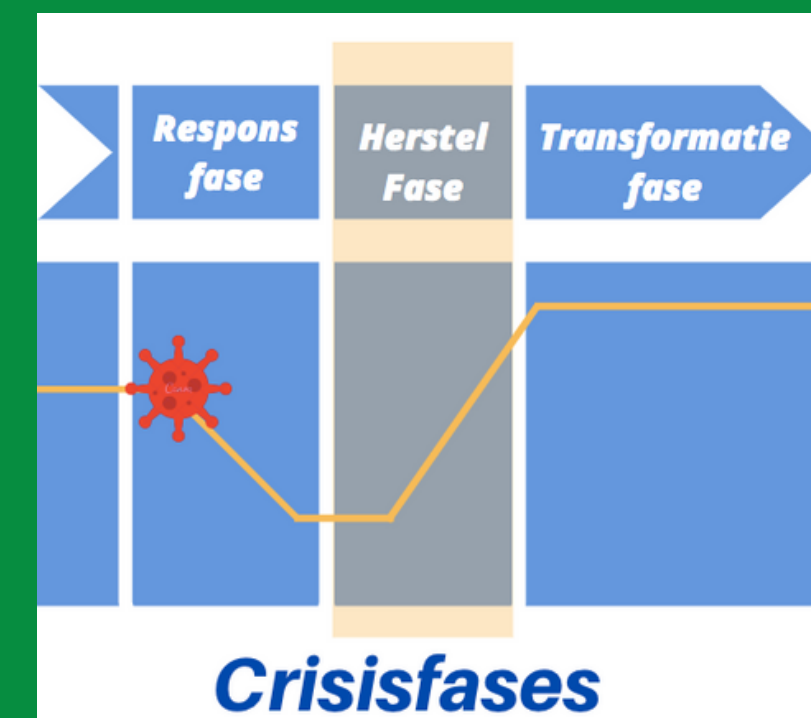 Respons
fase
Herstel
Fase
Transformatie
fase
Crisisfases